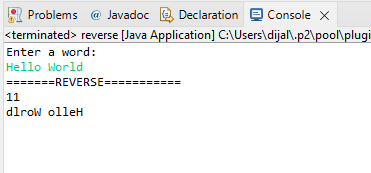 Problems @ Javadoc Declaration Console
<terminated> reverse [Java Application] C:\Users\dijal\.p2\pool\plugi
Enter a word:
Hello World
=======REVERSE===========
11
dlroW olleH